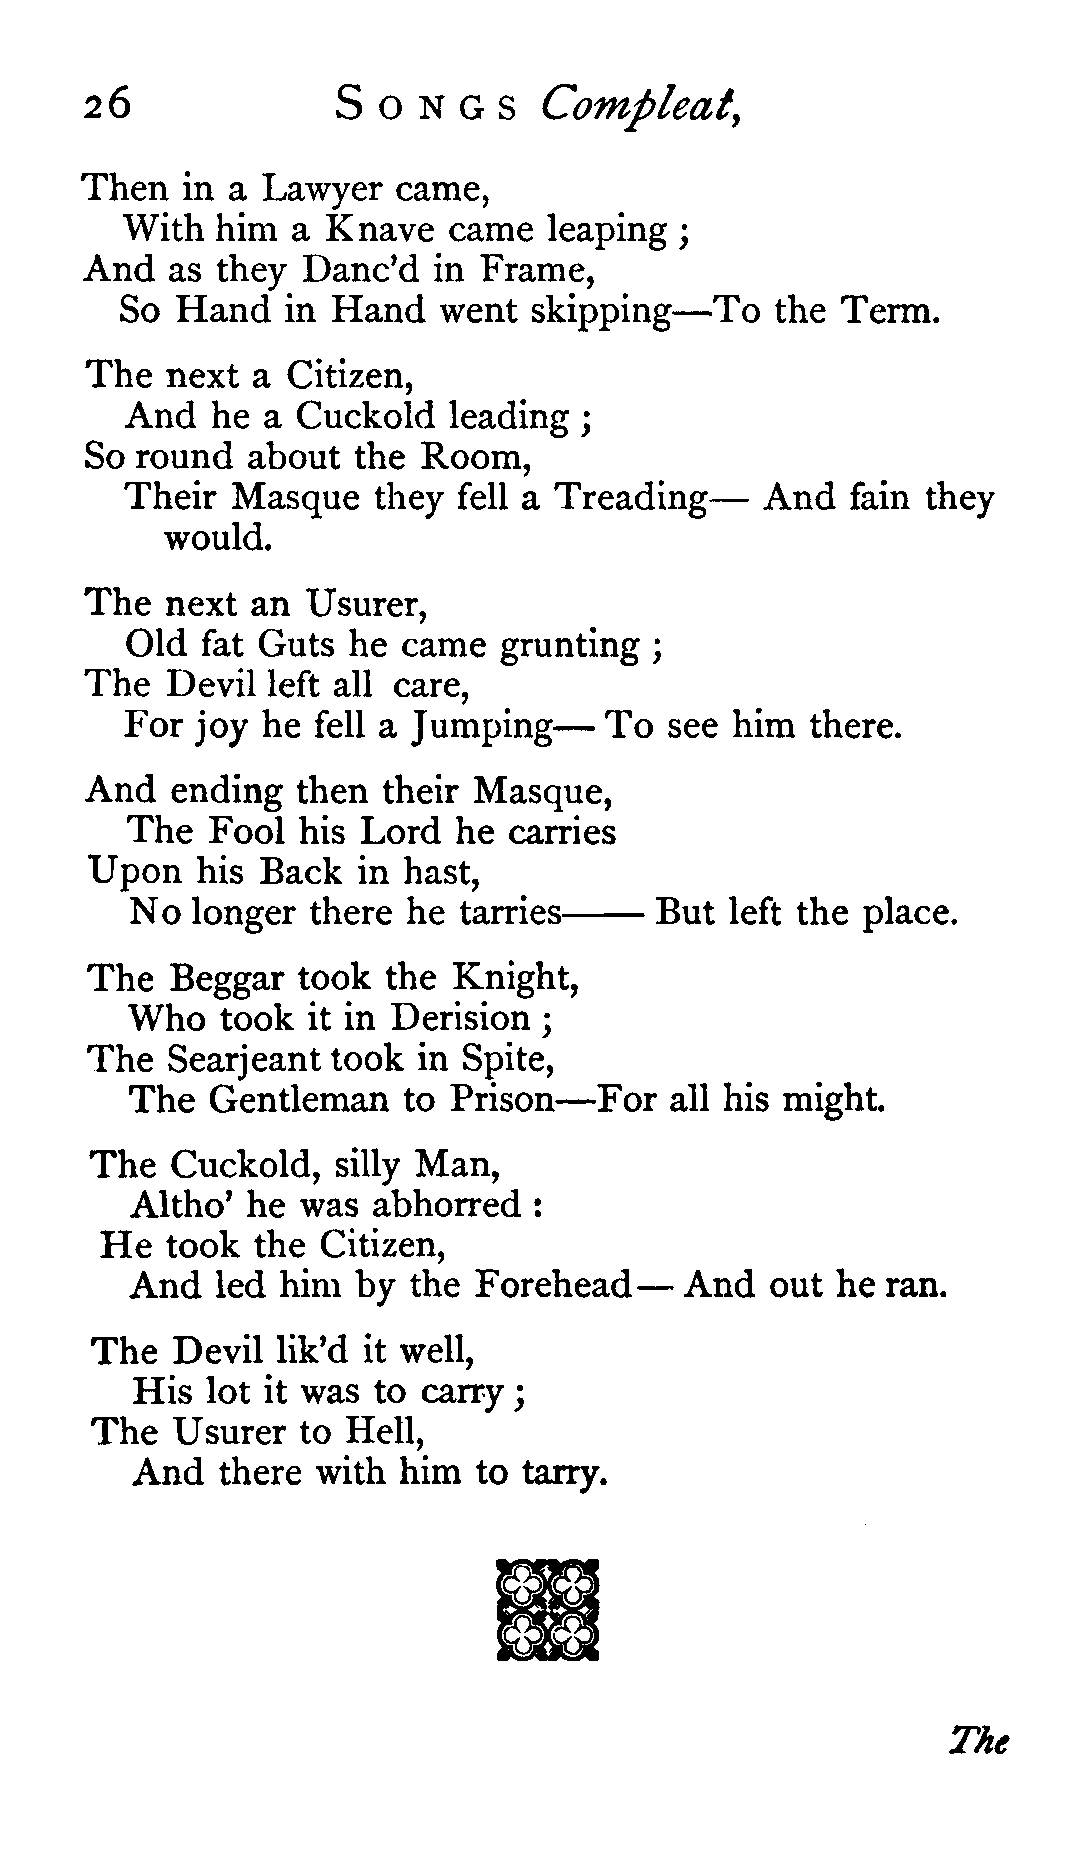 26 SONGS Compleat,
Then in a Lawyer came,
With him a Knave came leaping ;
And as they Danc'd in Frame,
So Hand in Hand went skipping—To the Term.
The next a Citizen,
And he a Cuckold leading ;
So round about the Room,
Their Masque they fell a Treading— And fain they
would.
The next an Usurer,
Old fat Guts he came grunting ;
The Devil left all care,
For joy he fell a Jumping— To see him there.
And ending then their Masque,
The Fool his Lord he carries
Upon his Back in hast,
No longer there he tarries—— But left the place.
The Beggar took the Knight,
Who took it in Derision ;
The Searjeant took in Spite,
The Gentleman to Prison—For all his might.
The Cuckold, silly Man,
Altho' he was abhorred :
He took the Citizen,
And led him by the Forehead— And out he ran.
The Devil lik'd it well,
His lot it was to carry ;
The Usurer to Hell,
And there with him to tarry.
The